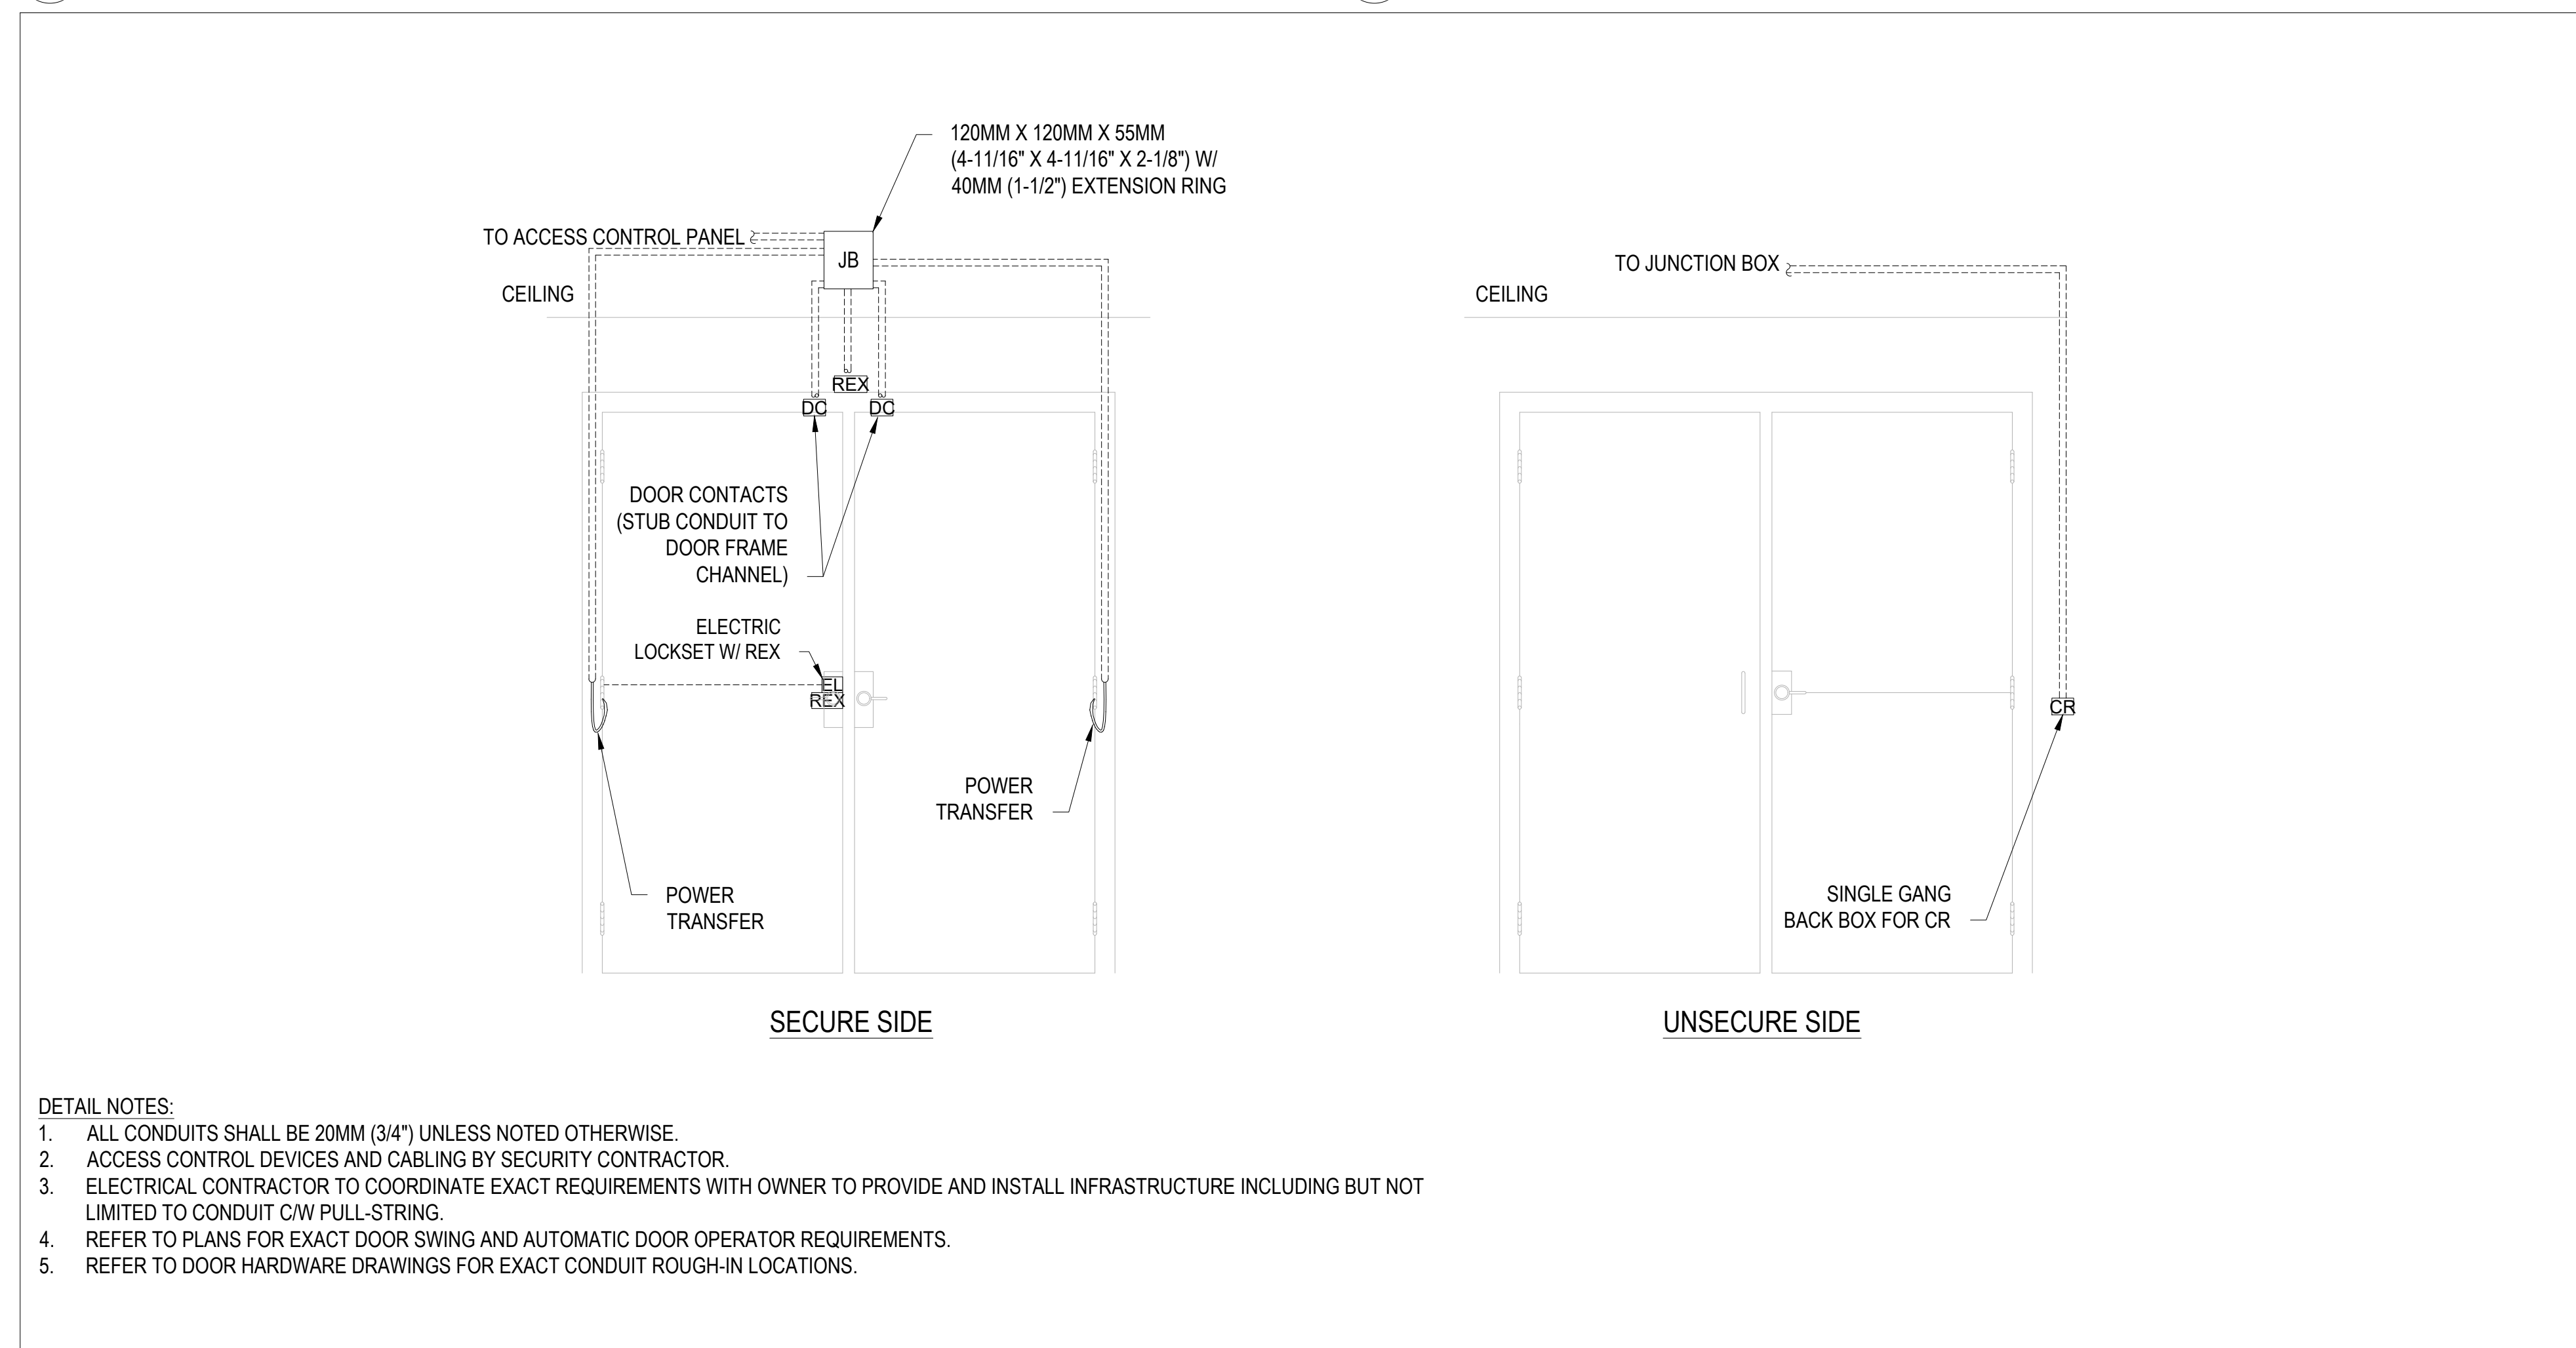 120MM X 120MM X 55MM
(4-11/16" X 4-11/16" X 2-1/8") W/
40MM (1-1/2") EXTENSION RING
TO ACCESS CONTROL PANEL
JB
CEILING
REX
DC
DC
DOOR CONTACTS
(STUB CONDUIT TO
DOOR FRAME
CHANNEL)
ELECTRIC
LOCKSET W/ REX
EL
REX
POWER
TRANSFER
POWER
TRANSFER
SECURE SIDE
TO JUNCTION BOX
CEILING
CR
SINGLE GANG
BACK BOX FOR CR
UNSECURE SIDE
DETAIL NOTES:
1. ALL CONDUITS SHALL BE 20MM (3/4") UNLESS NOTED OTHERWISE.
2. ACCESS CONTROL DEVICES AND CABLING BY SECURITY CONTRACTOR.
3. ELECTRICAL CONTRACTOR TO COORDINATE EXACT REQUIREMENTS WITH OWNER TO PROVIDE AND INSTALL INFRASTRUCTURE INCLUDING BUT NOT
LIMITED TO CONDUIT C/W PULL-STRING.
4. REFER TO PLANS FOR EXACT DOOR SWING AND AUTOMATIC DOOR OPERATOR REQUIREMENTS.
5. REFER TO DOOR HARDWARE DRAWINGS FOR EXACT CONDUIT ROUGH-IN LOCATIONS.